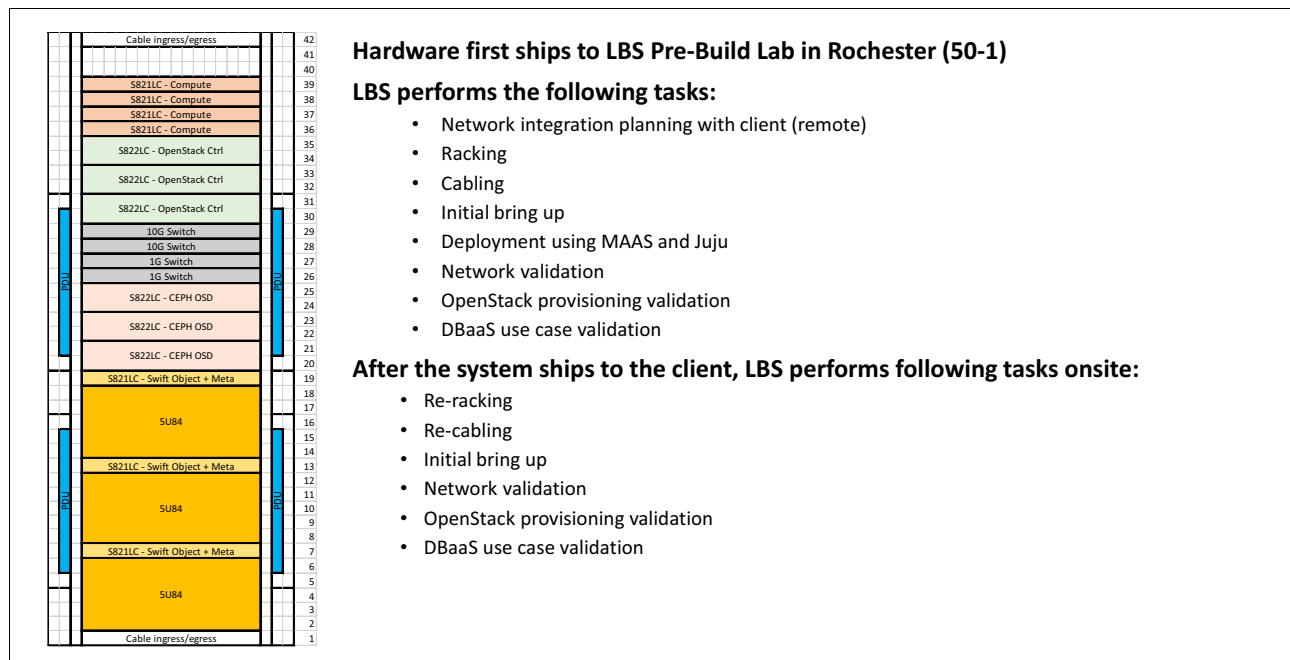 Cable ingress/egress 42
41
40
S821LC - Compute 39
S821LC - Compute 38
S821LC - Compute 37
S821LC - Compute 36
35
S822LC - OpenStack Ctrl
34
33
S822LC - OpenStack Ctrl
32
31
S822LC - OpenStack Ctrl
30
10G Switch 29
10G Switch 28
1G Switch 27
1G Switch 26
PDU
PDU
25
S822LC - CEPH OSD
24
23
S822LC - CEPH OSD
22
21
S822LC - CEPH OSD
20
S821LC - Swift Object + Meta 19
18
17
5U84 16
15
14
S821LC - Swift Object + Meta 13
12
11
PDU
PDU
5U84 10
9
8
S821LC - Swift Object + Meta 7
6
5
5U84 4
3
2
Cable ingress/egress 1
Hardware first ships to LBS Pre-Build Lab in Rochester (50-1)
LBS performs the following tasks:
• Network integration planning with client (remote)
• Racking
• Cabling
• Initial bring up
• Deployment using MAAS and Juju
• Network validation
• OpenStack provisioning validation
• DBaaS use case validation
After the system ships to the client, LBS performs following tasks onsite:
• Re-racking
• Re-cabling
• Initial bring up
• Network validation
• OpenStack provisioning validation
• DBaaS use case validation